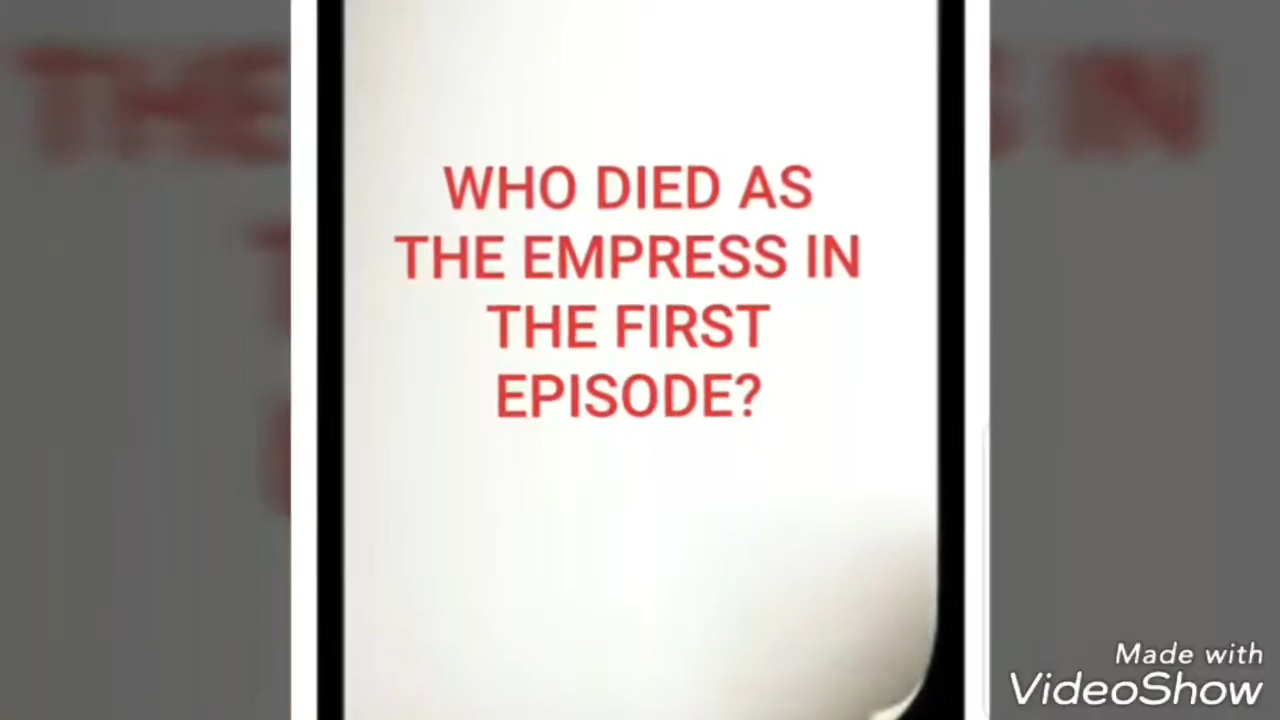 WHO DIED AS
THE EMPRESS IN
THE FIRST
EPISODE?
Made with
VideoShow